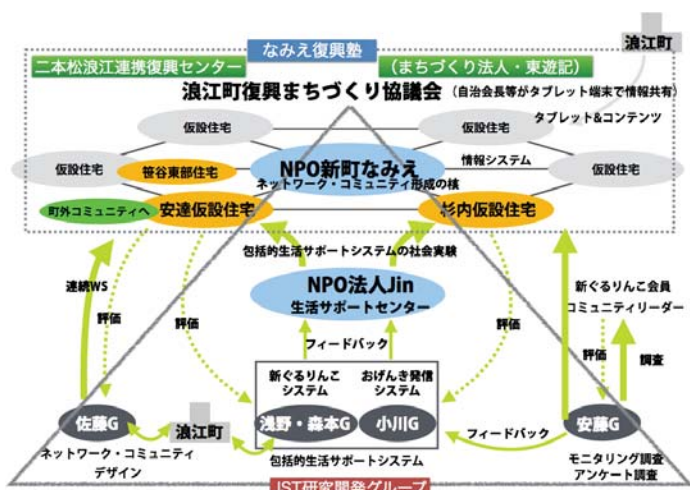 浪江町
なみえ復興塾
二本松浪江連携復興センター
(まちづくり法人・東遊記)
浪江町復興まちづくり協議会 (自治会長等がタブレット端末で情報共有)
仮設住宅
仮設住宅
タブレット&コンテンツ
仮設住宅
笹谷東部住宅
NPO新町なみえ
ネットワーク・コミュニティ形成の核
情報システム
仮設住宅
町外コミュニティへ
安達仮設住宅
杉内仮設住宅
包括的生活サポートシステムの社会実験
連続WS
評価
評価
NPO法人Jin
生活サポートセンター
評価
新ぐるりんこ会員
コミュニティリーダー
評価
調査
フィードバック
新ぐるりんこ
システム
おげんき発信
システム
佐藤G
浪江町
浅野・森本G
小川G
フィードバック
安藤G
ネットワーク・コミュニティ
デザイン
包括的生活サポートシステム
モニタリング調査
アンケート調査
JST研究開発グループ